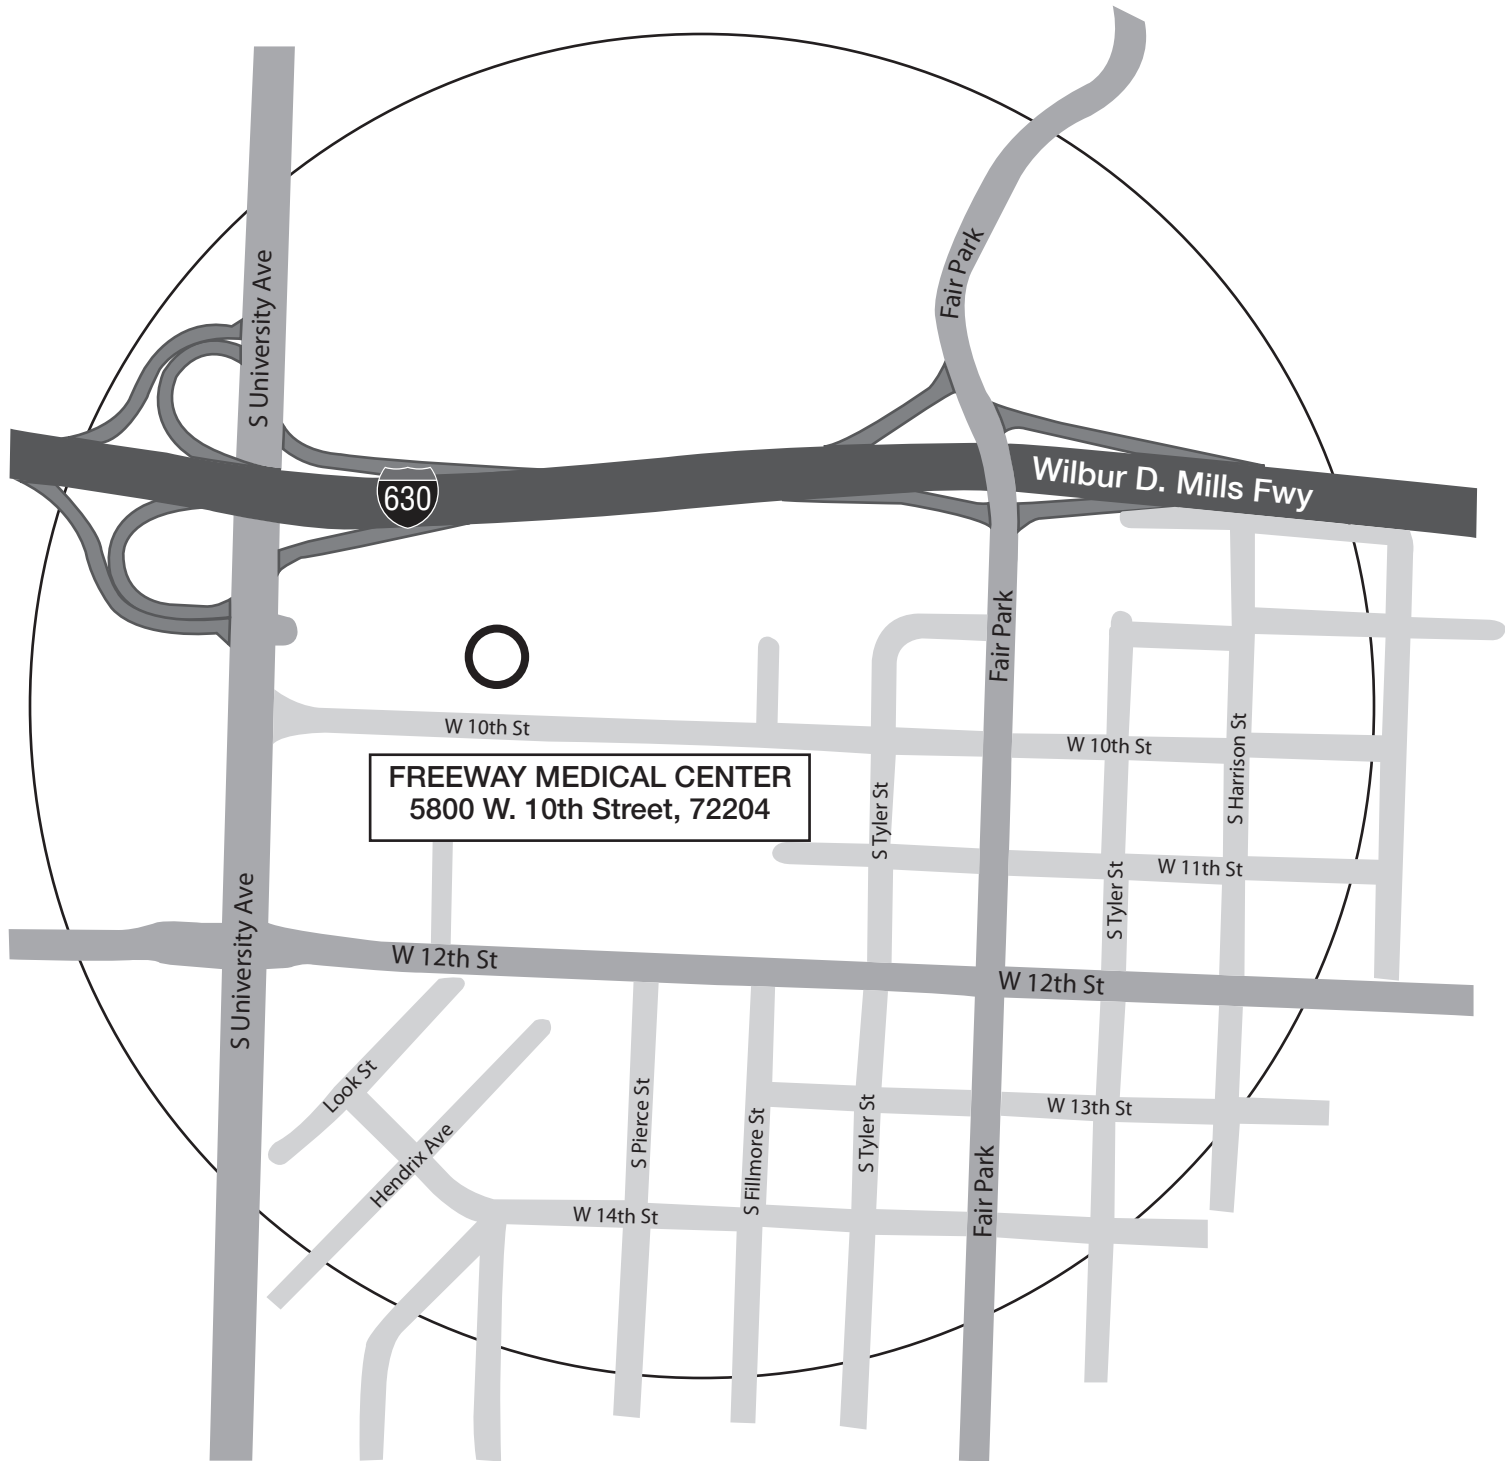 Fair Park
S University Ave
Wilbur D. Mills Fwy
630
Fair Park
W 10th St
W 10th St
S Harrison St
FREEWAY MEDICAL CENTER
5800 W. 10th Street, 72204
S Tyler St
W 11th St
S Tyler St
S University Ave
W 12th St
W 12th St
Look St
Hendrix Ave
S Pierce St
S Fillmore St
S Tyler St
W 13th St
Fair Park
W 14th St